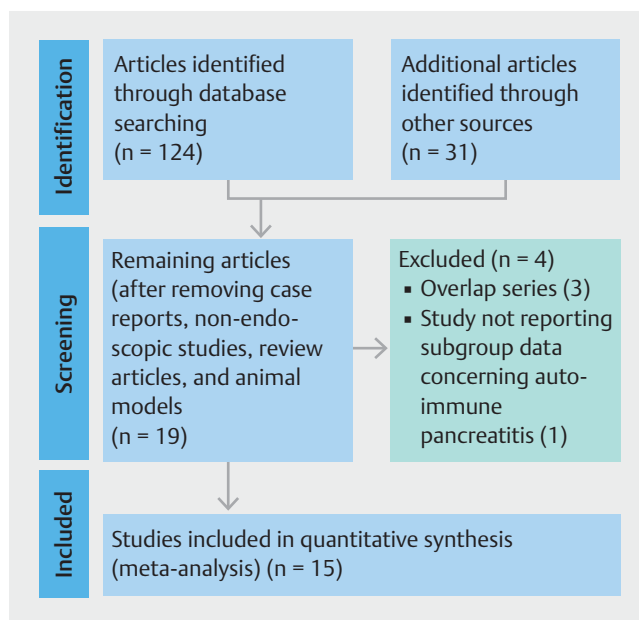 Identification
Articles identified
through database
searching
(n = 124)
Additional articles
identified through
other sources
(n = 31)
Screening
Remaining articles
(after removing case
reports, non-endo-
scopic studies, review
articles, and animal
models
(n = 19)
Excluded (n = 4)
▪ Overlap series (3)
▪ Study not reporting
subgroup data
concerning auto-
immune
pancreatitis (1)
Included
Studies included in quantitative synthesis
(meta-analysis) (n = 15)